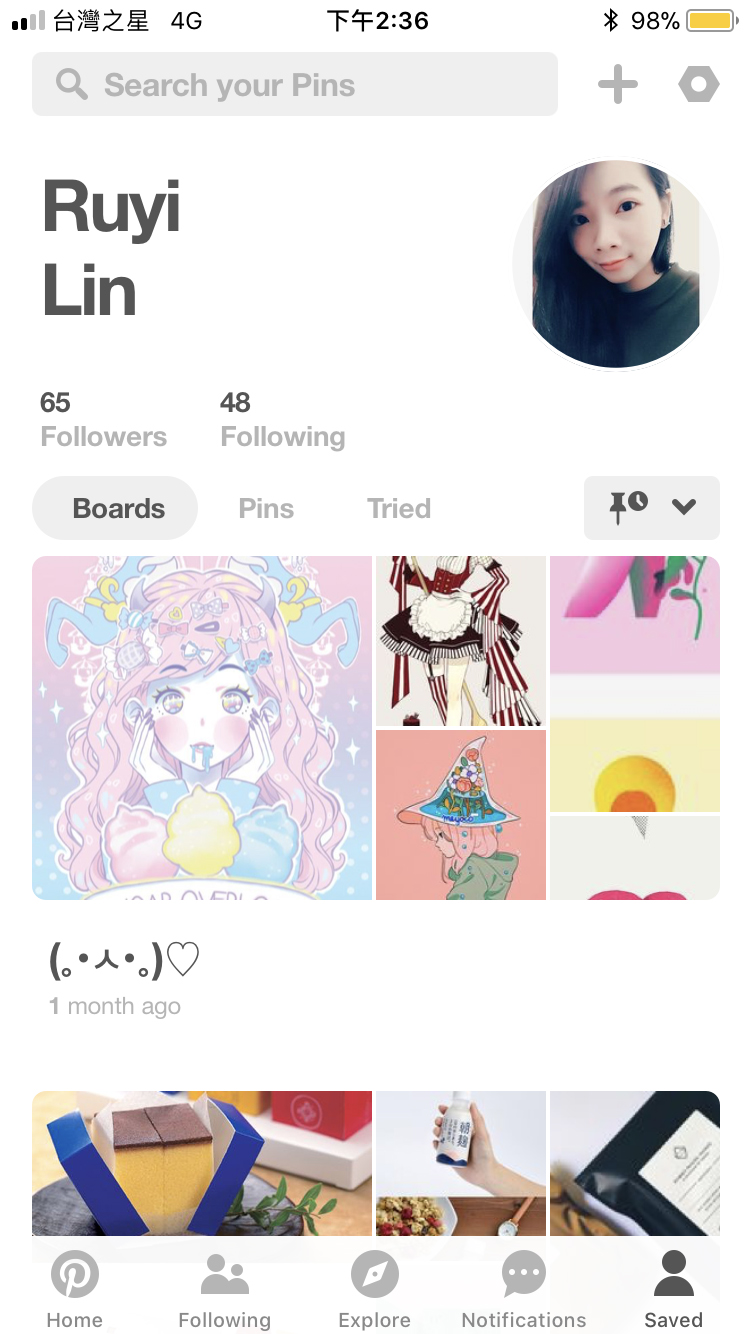 台灣之星 4G 下午2:36 98%
Search your Pins
Ruyi
Lin
65 48
Followers Following
Boards Pins Tried
meyoco
(｡•ㅅ•｡)♡
1 month ago
Home Following Explore Notifications Saved